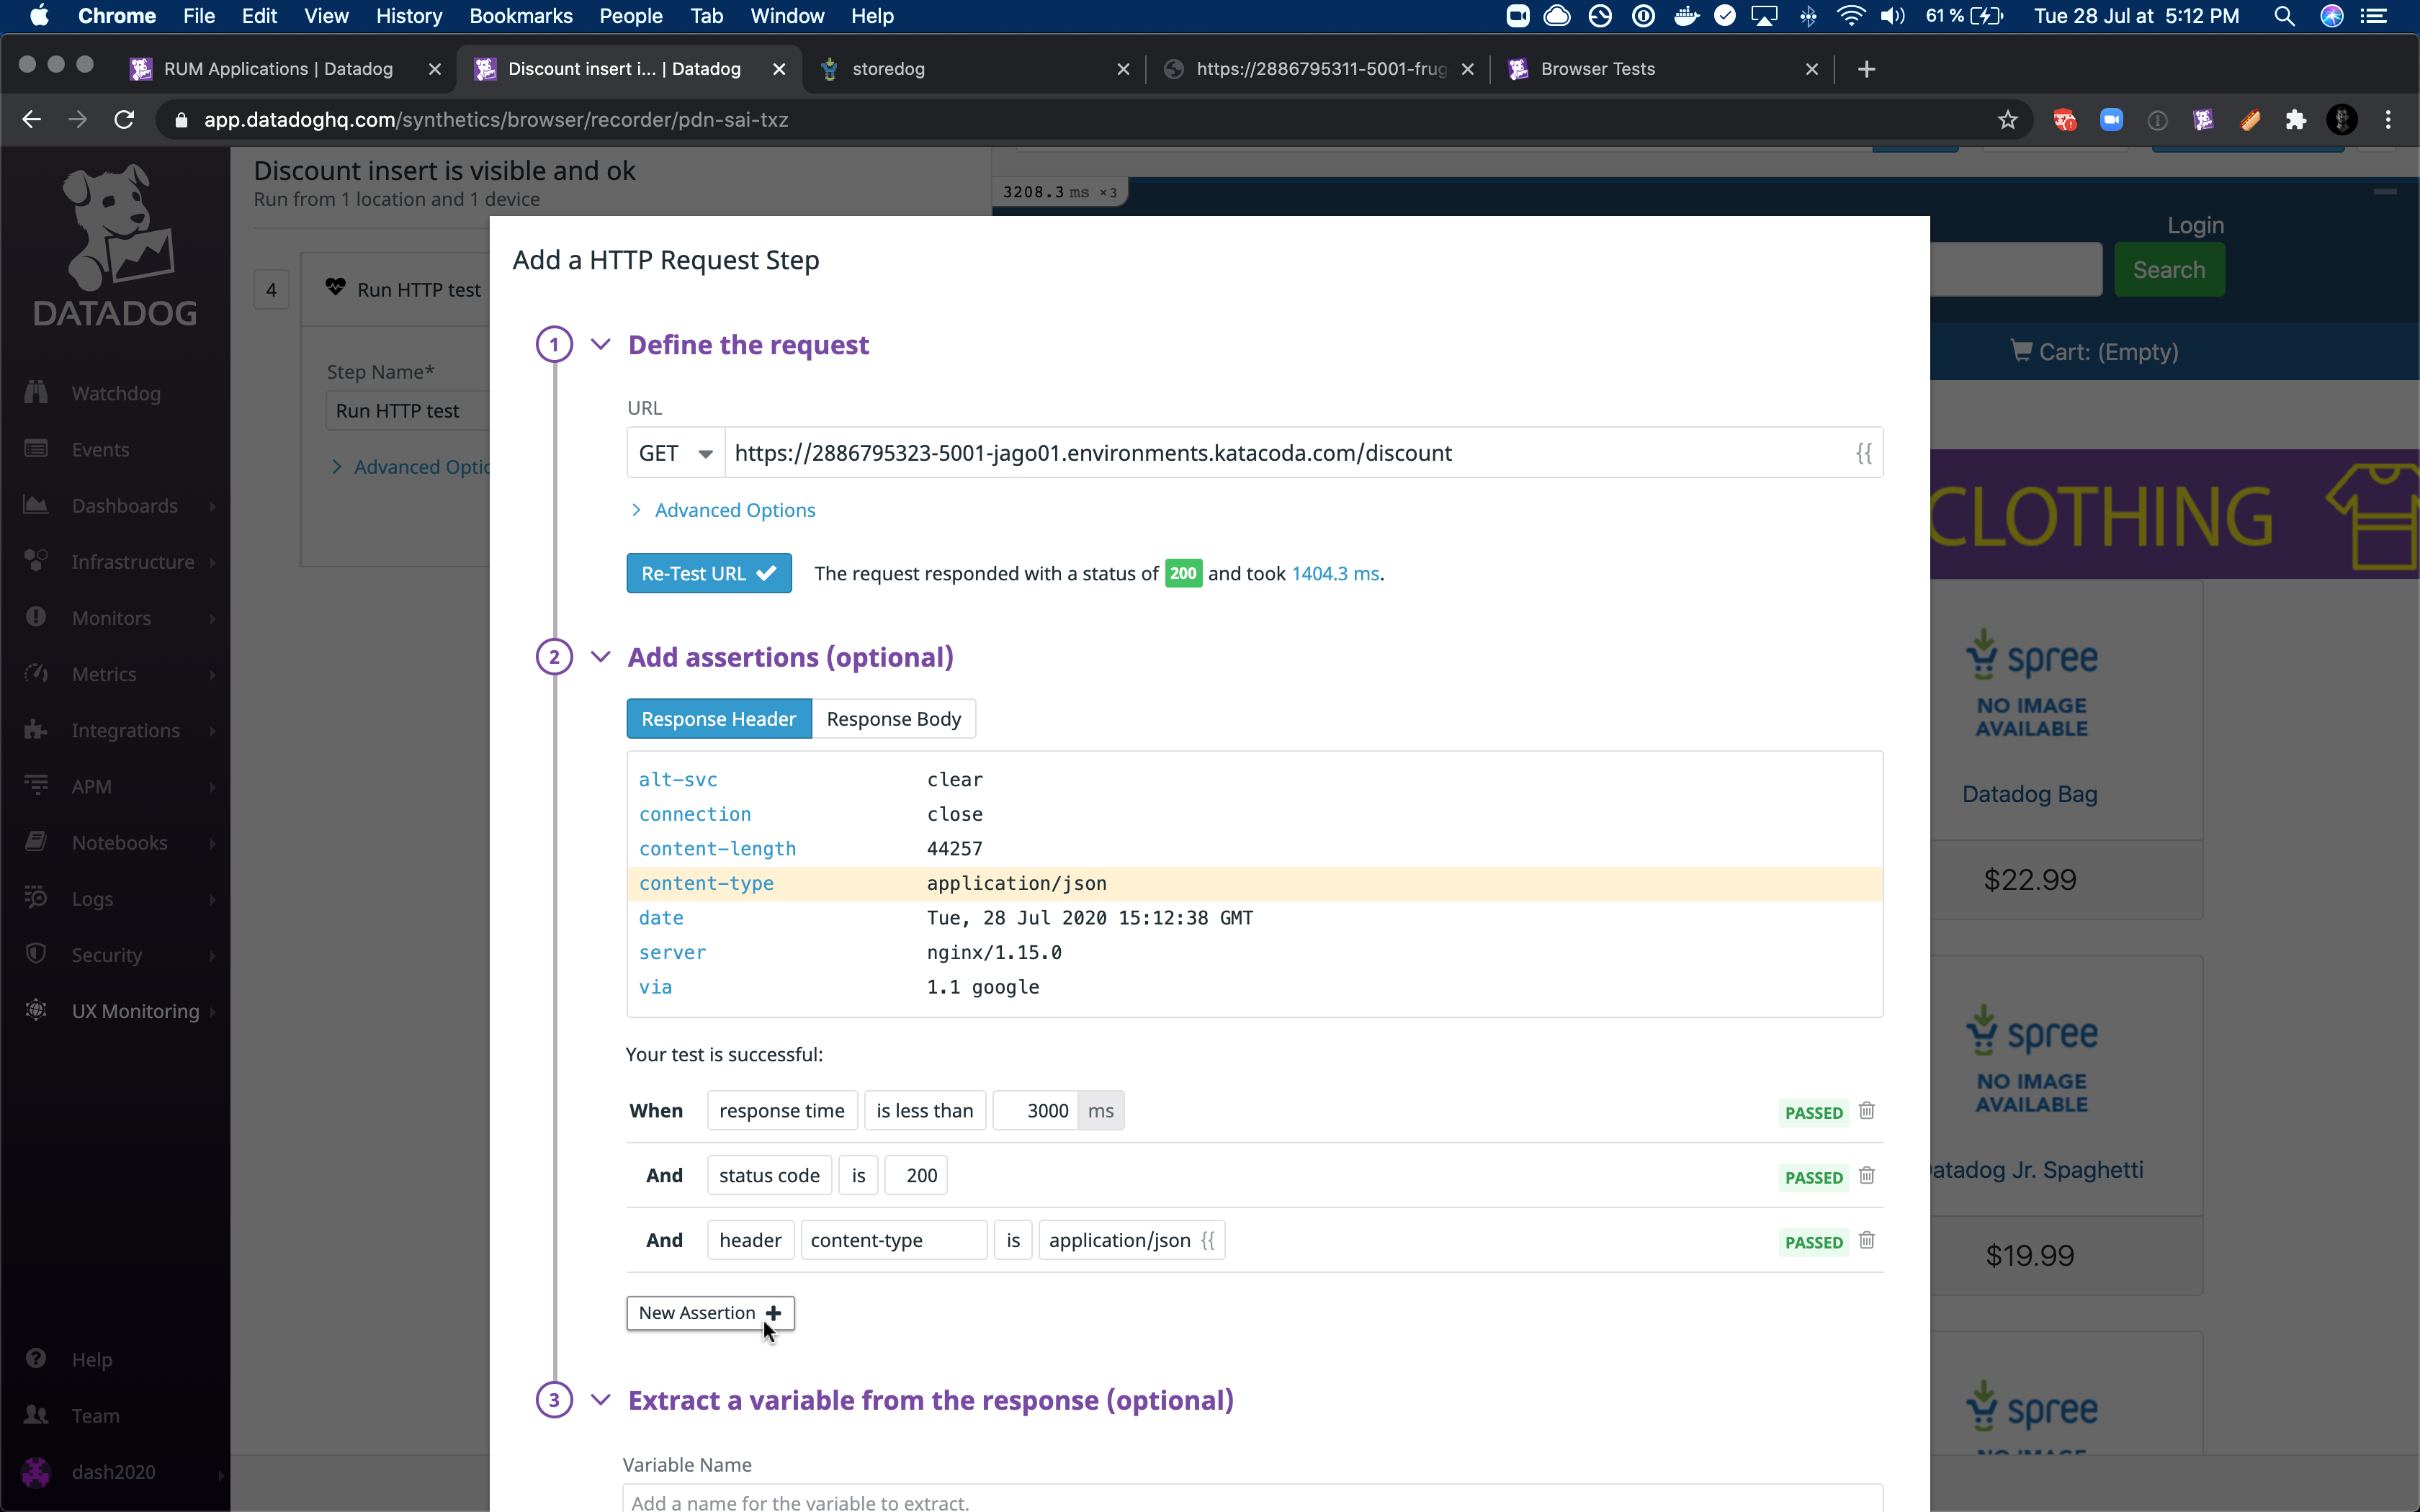 Chrome File Edit View History Bookmarks People Tab Window Help 61 % Tue 28 Jul at 5:12 PM
RUM Applications | Datadog
Discount insert i... | Datadog
storedog
https://2886795311-5001-frug
Browser Tests
app.datadoghq.com/synthetics/browser/recorder/pdn-sai-txz
DATADOG
Watchdog
Events
Dashboards
Infrastructure
Monitors
Metrics
Integrations
APM
Notebooks
Logs
Security
UX Monitoring
Help
Team
dash2020
Discount insert is visible and ok
Run from 1 location and 1 device
4
Run HTTP test
Step Name*
Run HTTP test
Advanced Optio
3208.3 ms ×3
Login
Search
Cart: (Empty)
CLOTHING
spree
NO IMAGE
AVAILABLE
Datadog Bag
$22.99
spree
NO IMAGE
AVAILABLE
atadog Jr. Spaghetti
$19.99
spree
NO IMAGE
Add a HTTP Request Step
1 Define the request
URL
GET https://2886795323-5001-jago01.environments.katacoda.com/discount {{
Advanced Options
Re-Test URL The request responded with a status of 200 and took 1404.3 ms.
2 Add assertions (optional)
Response Header Response Body
alt-svc clear
connection close
content-length 44257
content-type application/json
date Tue, 28 Jul 2020 15:12:38 GMT
server nginx/1.15.0
via 1.1 google
Your test is successful:
When response time is less than 3000 ms PASSED
And status code is 200 PASSED
And header content-type is application/json {{ PASSED
New Assertion +
3 Extract a variable from the response (optional)
Variable Name
Add a name for the variable to extract.